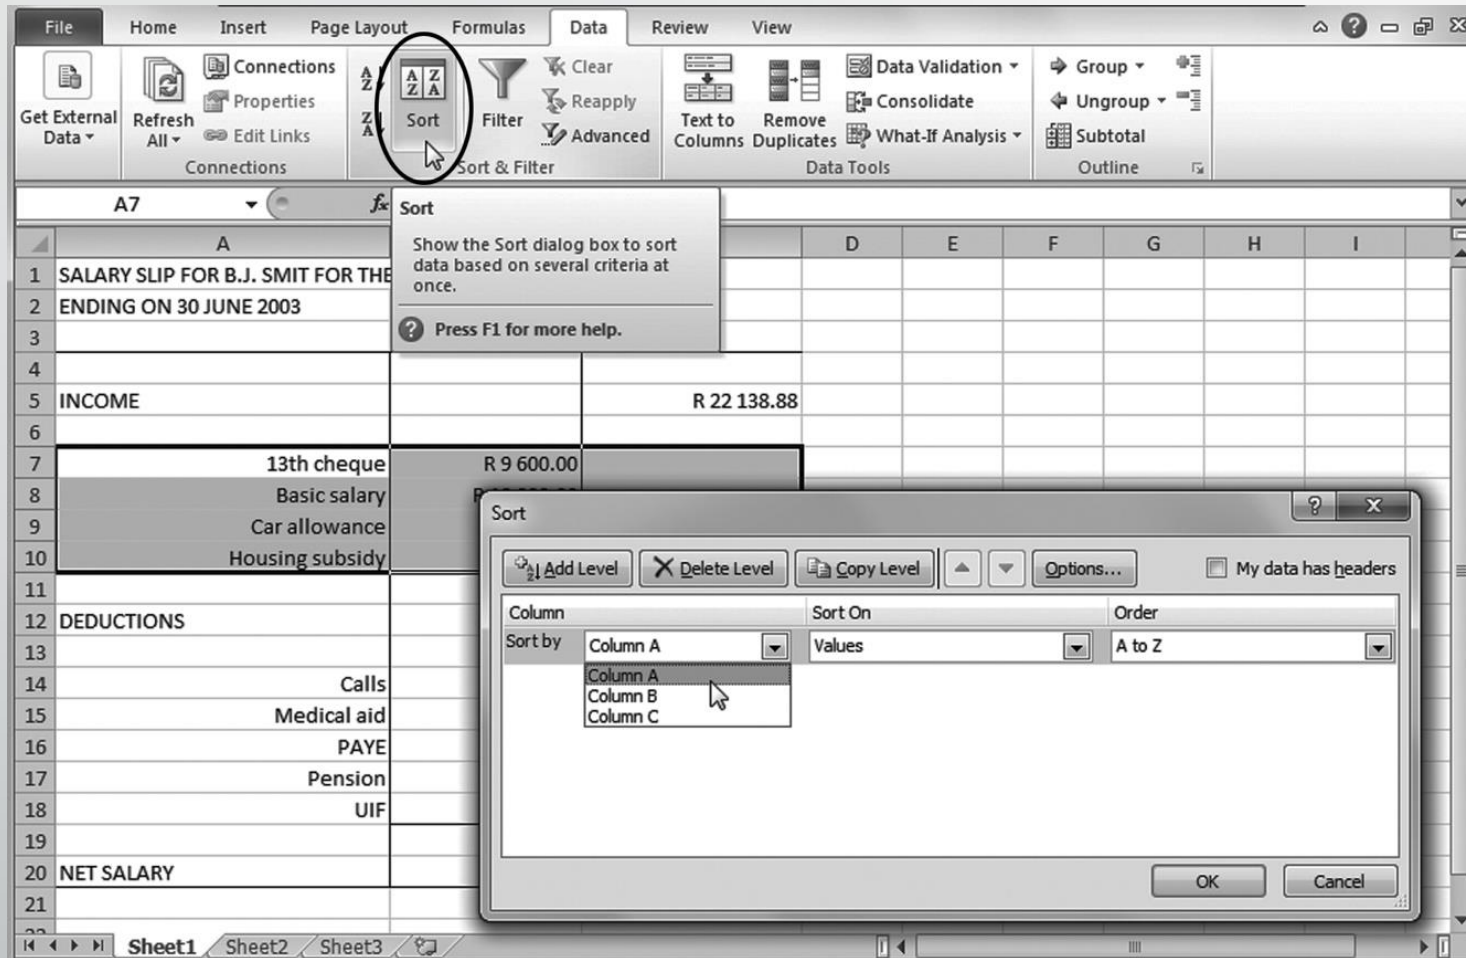 File Home Insert Page Layout Formulas Data Review View
Get External Data
Refresh All
Connections
Properties
Edit Links
Connections
A Z
Z A
Sort
Filter
Clear
Reapply
Advanced
Sort & Filter
Text to Columns
Remove Duplicates
Data Validation
Consolidate
What-If Analysis
Data Tools
Group
Ungroup
Subtotal
Outline
A7 fx
Sort
Show the Sort dialog box to sort
data based on several criteria at
once.
Press F1 for more help.
A D E F G H I
1 SALARY SLIP FOR B.J. SMIT FOR THE
2 ENDING ON 30 JUNE 2003
3
4
5 INCOME R 22 138.88
6
7 13th cheque R 9 600.00
8 Basic salary
9 Car allowance
10 Housing subsidy
11
12 DEDUCTIONS
13
14 Calls
15 Medical aid
16 PAYE
17 Pension
18 UIF
19
20 NET SALARY
21
Sort
Add Level Delete Level Copy Level Options... My data has headers
Column Sort On Order
Sort by Column A Values A to Z
Column A
Column B
Column C
OK Cancel
Sheet1 Sheet2 Sheet3